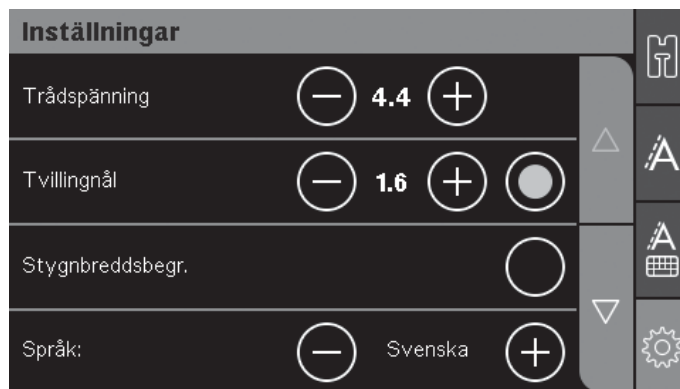 Inställningar
Trådspänning 4.4
Tvillingnål 1.6
Stygnbreddsbegr.
Språk: Svenska